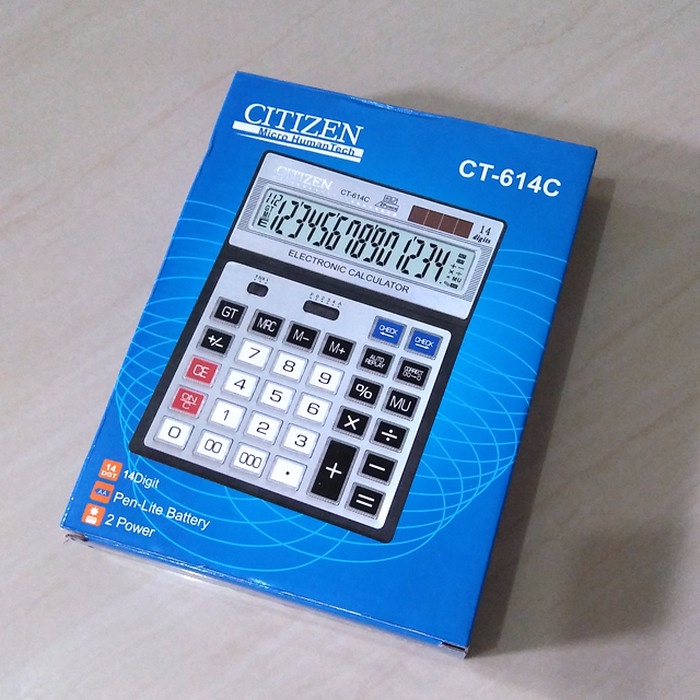 CITIZEN
Micro HumanTech
CT-614C
CITIZEN
CT-614C
14
digits
12345678901234.
ELECTRONIC CALCULATOR
GT
MRC
M-
M+
CHECK
CHECK
+/-
7
8
9
AUTO REPLAY
CORRECT
CE
4
5
6
%
MU
ON/C
1
2
3
×
÷
0
00
000
.
+
−
=
14 DGT
14Digit
AA
Pen-Lite Battery
2 Power